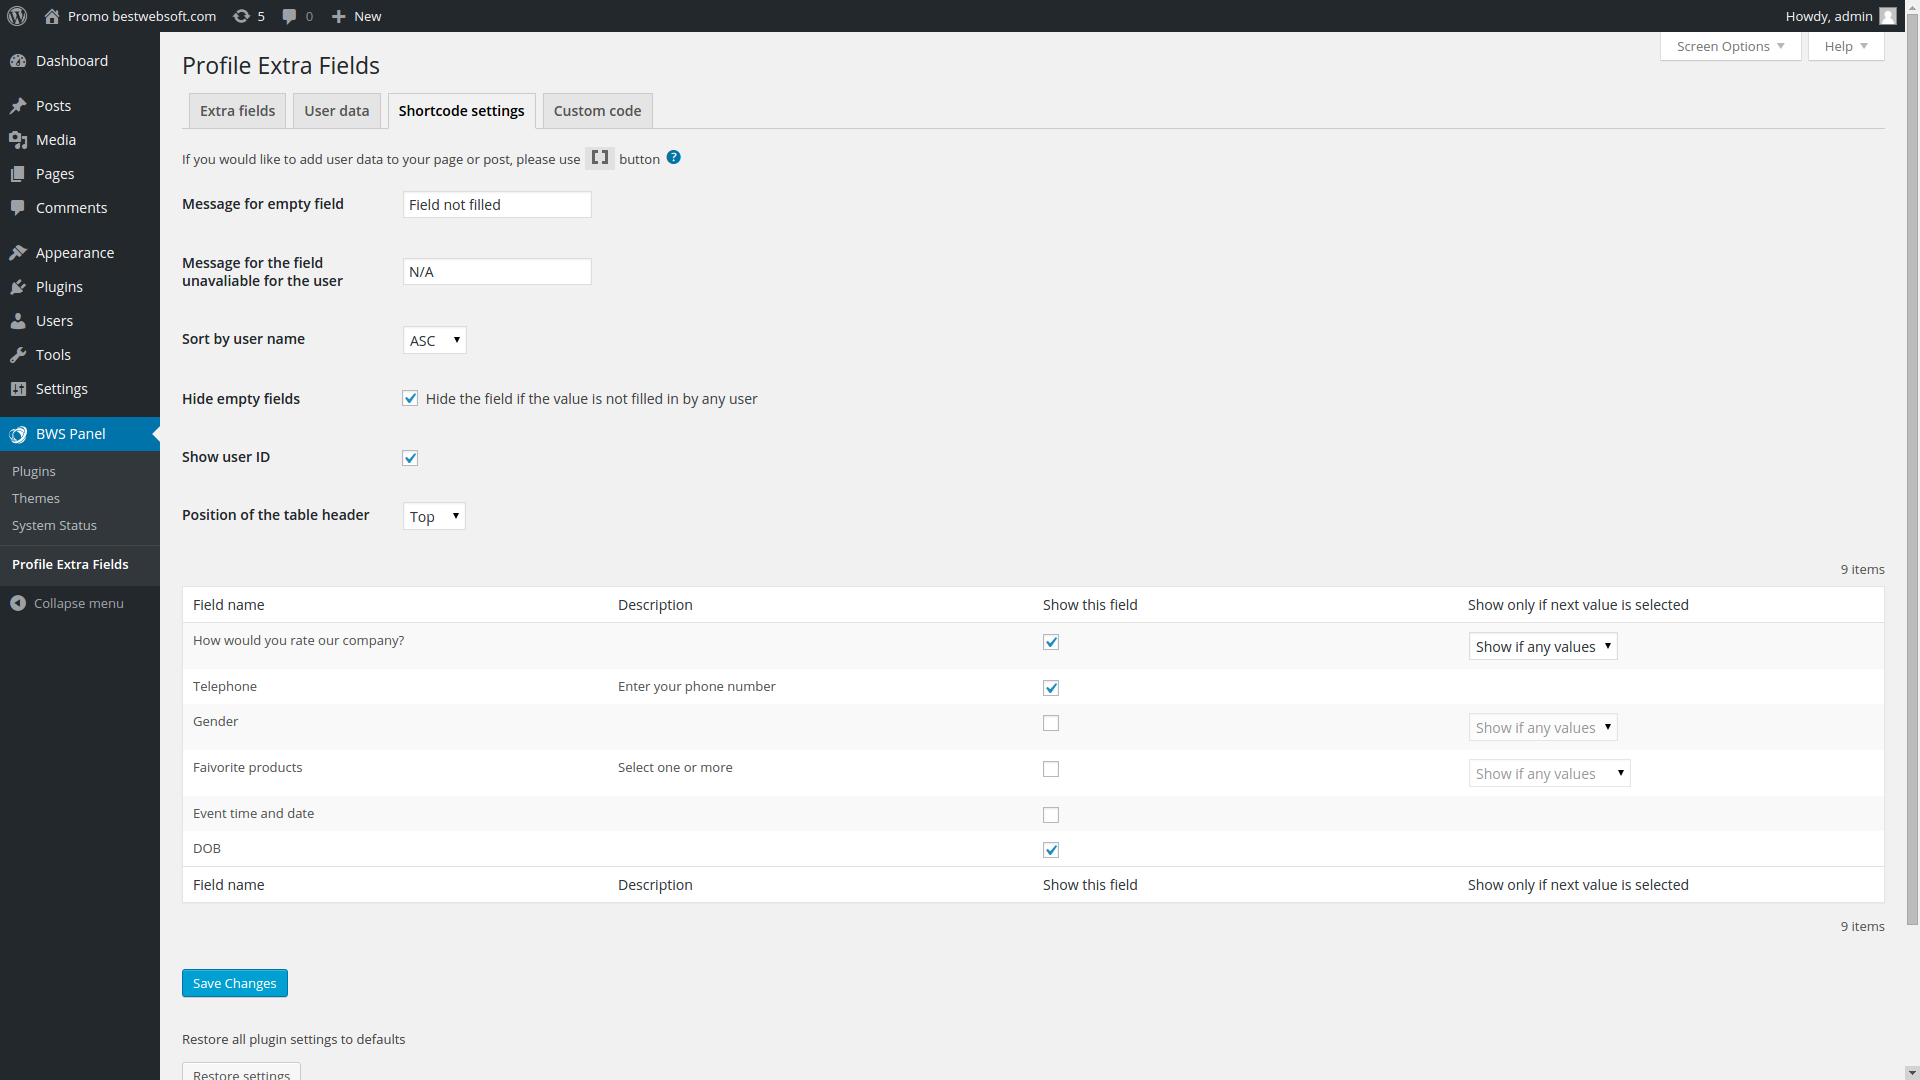 Promo bestwebsoft.com 5 0 New Howdy, admin
Screen Options Help
Dashboard
Posts
Media
Pages
Comments
Appearance
Plugins
Users
Tools
Settings
BWS Panel
Plugins
Themes
System Status
Profile Extra Fields
Collapse menu
Profile Extra Fields
Extra fields User data Shortcode settings Custom code
If you would like to add user data to your page or post, please use [] button ?
Message for empty field Field not filled
Message for the field
unavaliable for the user N/A
Sort by user name ASC
Hide empty fields Hide the field if the value is not filled in by any user
Show user ID
Position of the table header Top
9 items
Field name Description Show this field Show only if next value is selected
How would you rate our company? Show if any values
Telephone Enter your phone number
Gender Show if any values
Faivorite products Select one or more Show if any values
Event time and date
DOB
Field name Description Show this field Show only if next value is selected
9 items
Save Changes
Restore all plugin settings to defaults
Restore settings